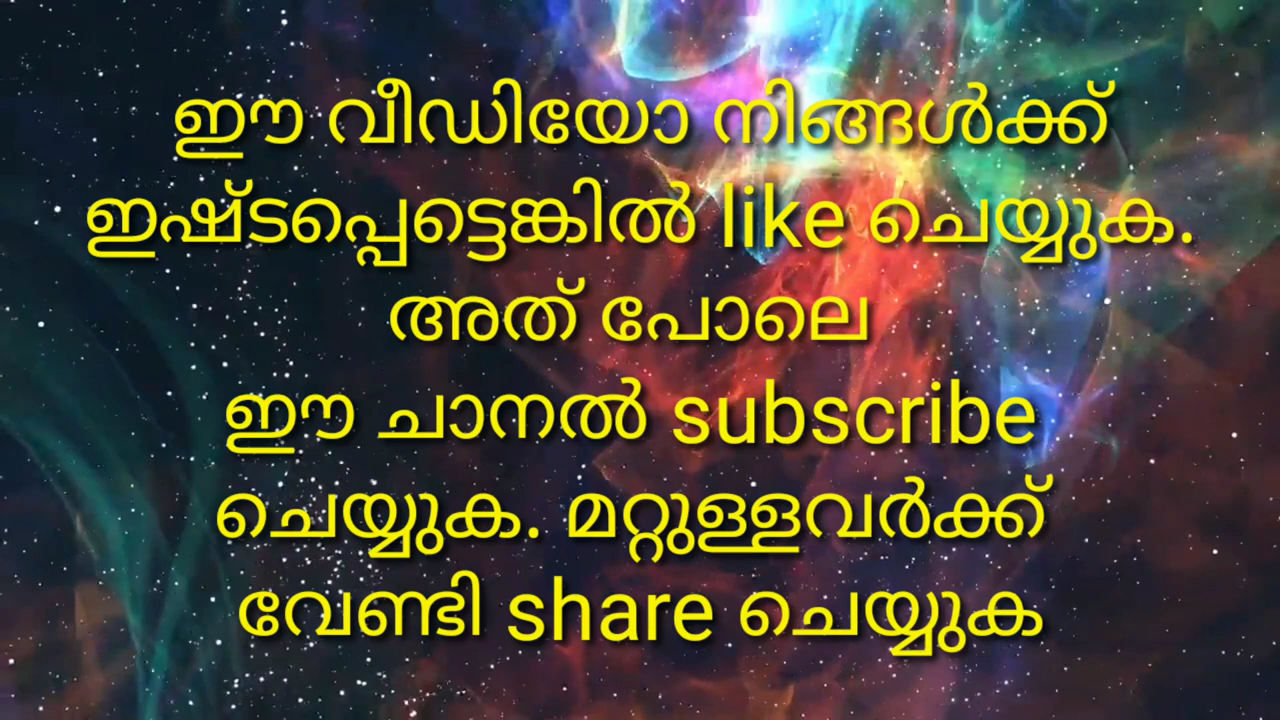 ഈ വീഡിയോ നിങ്ങൾക്ക്
ഇഷ്ടപ്പെട്ടെങ്കിൽ like ചെയ്യുക.
അത് പോലെ
ഈ ചാനൽ subscribe
ചെയ്യുക. മറ്റുള്ളവർക്ക്
വേണ്ടി share ചെയ്യുക